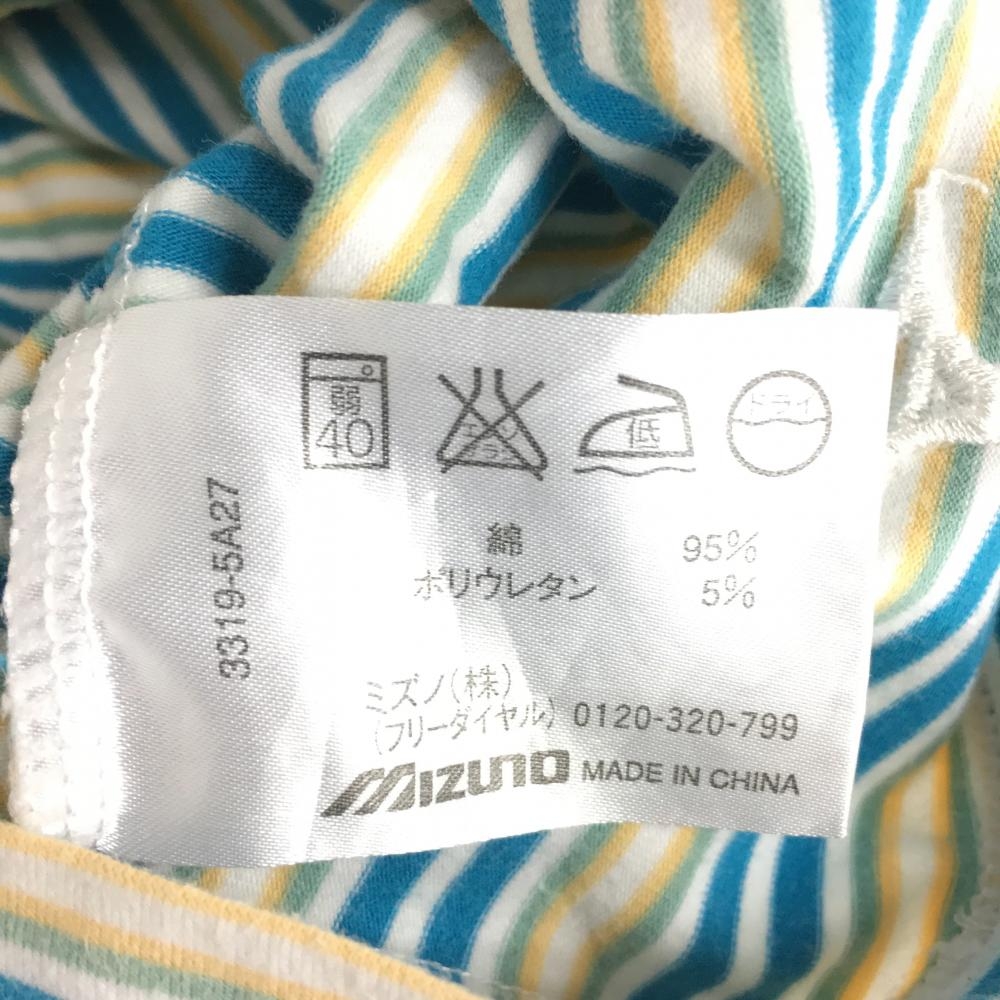 弱
40
エンソ
プラス
低
ドライ
綿 95%
ポリウレタン 5%
3319-5A27
ミズノ(株)
(フリーダイヤル) 0120-320-799
MIZUNO MADE IN CHINA